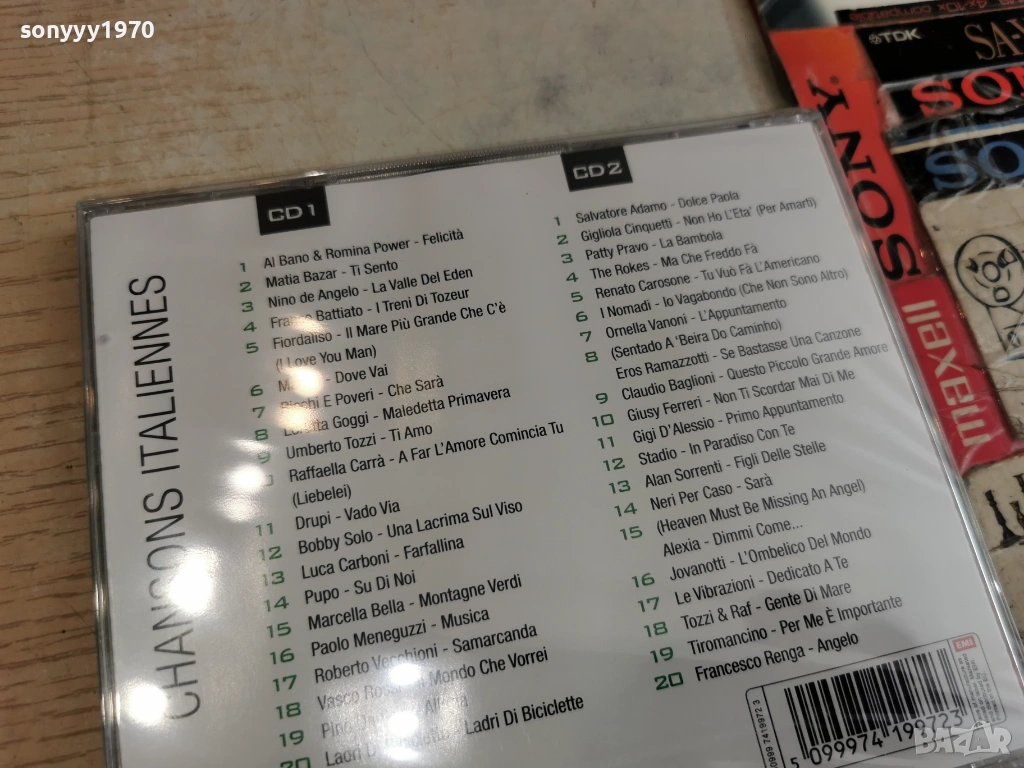 sonyyy1970
CHANSONS ITALIENNES
CD 1
1 Al Bano & Romina Power - Felicità
2 Matia Bazar - Ti Sento
3 Nino de Angelo - La Valle Del Eden
4 Franco Battiato - I Treni Di Tozeur
5 Fiordaliso - Il Mare Più Grande Che C'è
(I Love You Man)
6 - Dove Vai
7 Ricchi E Poveri - Che Sarà
8 Loretta Goggi - Maledetta Primavera
9 Umberto Tozzi - Ti Amo
Raffaella Carrà - A Far L'Amore Comincia Tu
(Liebelei)
11 Drupi - Vado Via
12 Bobby Solo - Una Lacrima Sul Viso
13 Luca Carboni - Farfallina
14 Pupo - Su Di Noi
15 Marcella Bella - Montagne Verdi
16 Paolo Meneguzzi - Musica
17 Roberto Vecchioni - Samarcanda
18 Vasco Rossi - Mondo Che Vorrei
19
20 - Ladri Di Biciclette
CD 2
1 Salvatore Adamo - Dolce Paola
2 Gigliola Cinquetti - Non Ho L'Eta' (Per Amarti)
3 Patty Pravo - La Bambola
4 The Rokes - Ma Che Freddo Fà
5 Renato Carosone - Tu Vuò Fà L'Americano
6 I Nomadi - Io Vagabondo (Che Non Sono Altro)
7 Ornella Vanoni - L'Appuntamento
8 (Sentado A 'Beira Do Caminho)
Eros Ramazzotti - Se Bastasse Una Canzone
9 Claudio Baglioni - Questo Piccolo Grande Amore
10 Giusy Ferreri - Non Ti Scordar Mai Di Me
11 Gigi D'Alessio - Primo Appuntamento
12 Stadio - In Paradiso Con Te
13 Alan Sorrenti - Figli Delle Stelle
14 Neri Per Caso - Sarà
15 (Heaven Must Be Missing An Angel)
Alexia - Dimmi Come...
16 Jovanotti - L'Ombelico Del Mondo
17 Le Vibrazioni - Dedicato A Te
18 Tozzi & Raf - Gente Di Mare
19 Tiromancino - Per Me È Importante
20 Francesco Renga - Angelo
EMI
5 099974 199723
TDK
SA-
SONY
SO
maxell
BAZAR